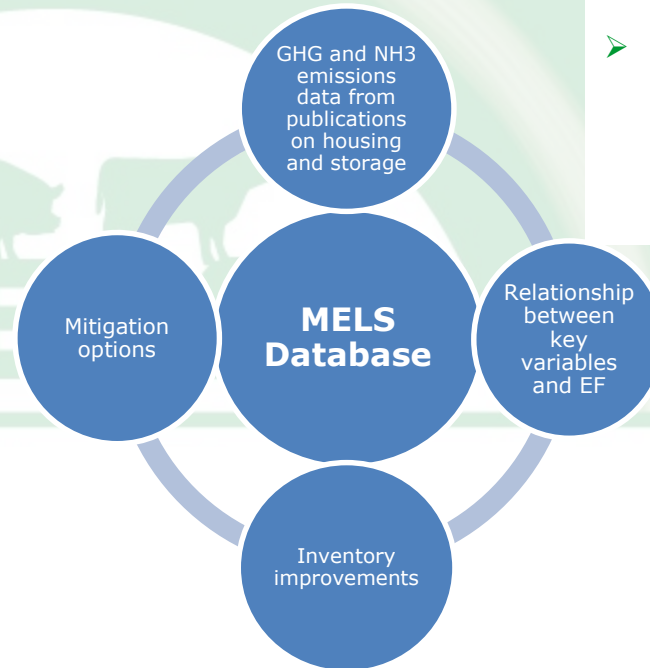 GHG and NH3
emissions
data from
publications
on housing
and storage
MELS
Database
Relationship
between
key
variables
and EF
Mitigation
options
Inventory
improvements